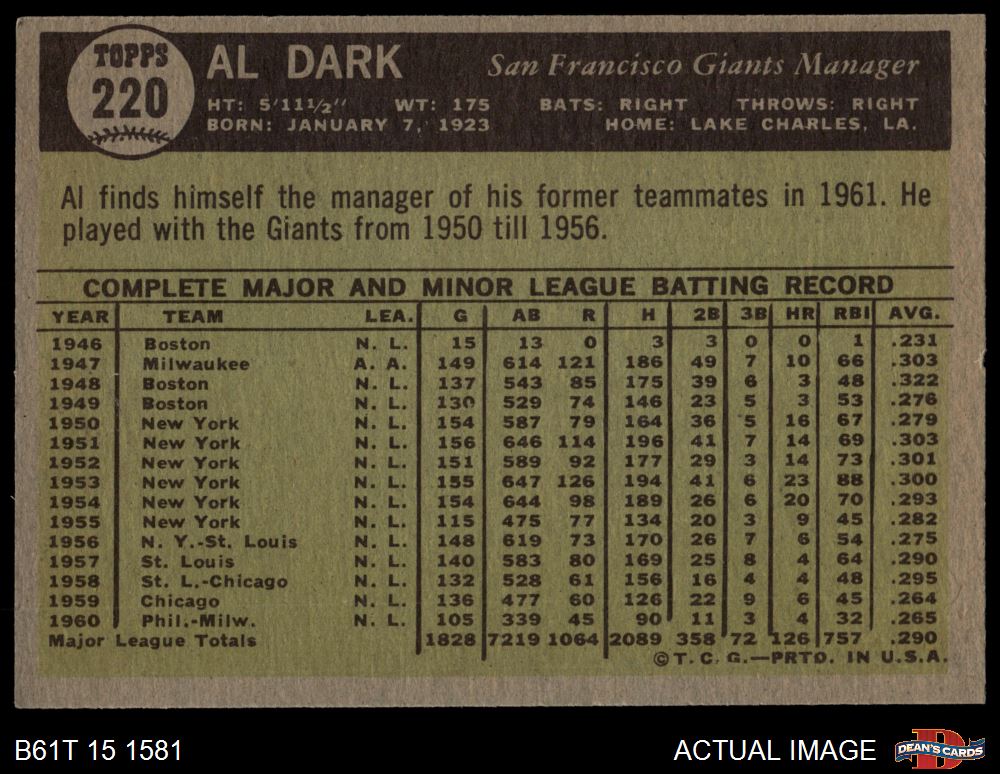 TOPPS
220
AL DARK San Francisco Giants Manager
HT: 5'11½" WT: 175 BATS: RIGHT THROWS: RIGHT
BORN: JANUARY 7, 1923 HOME: LAKE CHARLES, LA.
Al finds himself the manager of his former teammates in 1961. He
played with the Giants from 1950 till 1956.
COMPLETE MAJOR AND MINOR LEAGUE BATTING RECORD
YEAR TEAM LEA. G AB R H 2B 3B HR RBI AVG.
1946 Boston N. L. 15 13 0 3 3 0 0 1 .231
1947 Milwaukee A. A. 149 614 121 186 49 7 10 66 .303
1948 Boston N. L. 137 543 85 175 39 6 3 48 .322
1949 Boston N. L. 130 529 74 146 23 5 3 53 .276
1950 New York N. L. 154 587 79 164 36 5 16 67 .279
1951 New York N. L. 156 646 114 196 41 7 14 69 .303
1952 New York N. L. 151 589 92 177 29 3 14 73 .301
1953 New York N. L. 155 647 126 194 41 6 23 88 .300
1954 New York N. L. 154 644 98 189 26 6 20 70 .293
1955 New York N. L. 115 475 77 134 20 3 9 45 .282
1956 N. Y.-St. Louis N. L. 148 619 73 170 26 7 6 54 .275
1957 St. Louis N. L. 140 583 80 169 25 8 4 64 .290
1958 St. L.-Chicago N. L. 132 528 61 156 16 4 4 48 .295
1959 Chicago N. L. 136 477 60 126 22 9 6 45 .264
1960 Phil.-Milw. N. L. 105 339 45 90 11 3 4 32 .265
Major League Totals 1828 7219 1064 2089 358 72 126 757 .290
© T. C. G.—PRTD. IN U.S.A.
B61T 15 1581 ACTUAL IMAGE DEAN'S CARDS